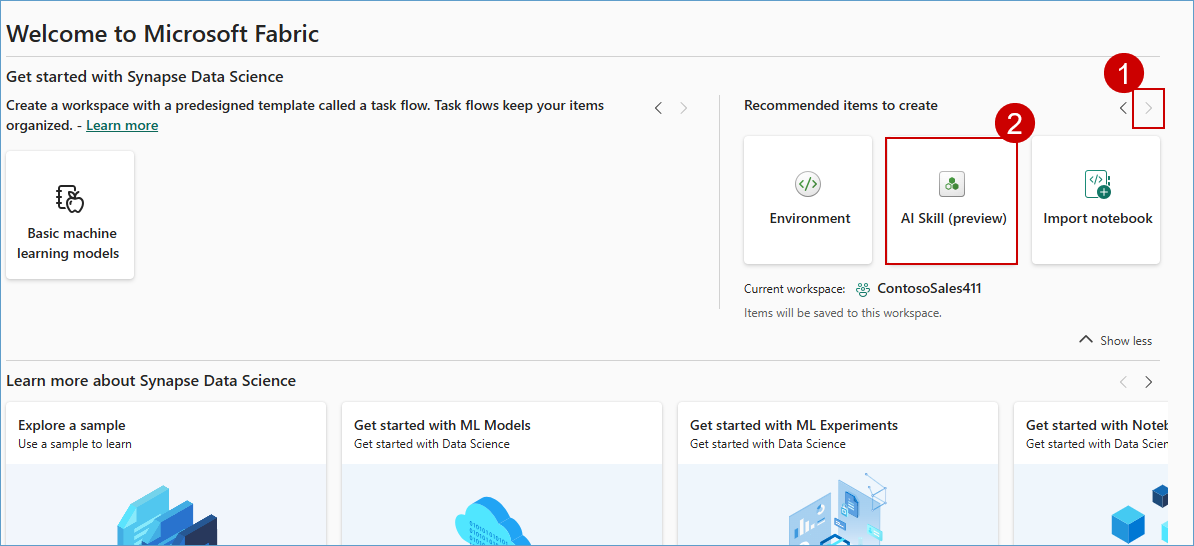 Welcome to Microsoft Fabric
Get started with Synapse Data Science
Create a workspace with a predesigned template called a task flow. Task flows keep your items
organized. - Learn more
Basic machine
learning models
1
Recommended items to create
2
</>
Environment
AI Skill (preview)
</>
Import notebook
Current workspace: ContosoSales411
Items will be saved to this workspace.
Show less
Learn more about Synapse Data Science
Explore a sample
Use a sample to learn
Get started with ML Models
Get started with Data Science
Get started with ML Experiments
Get started with Data Science
Get started with Noteb
Get started with Data Scienc